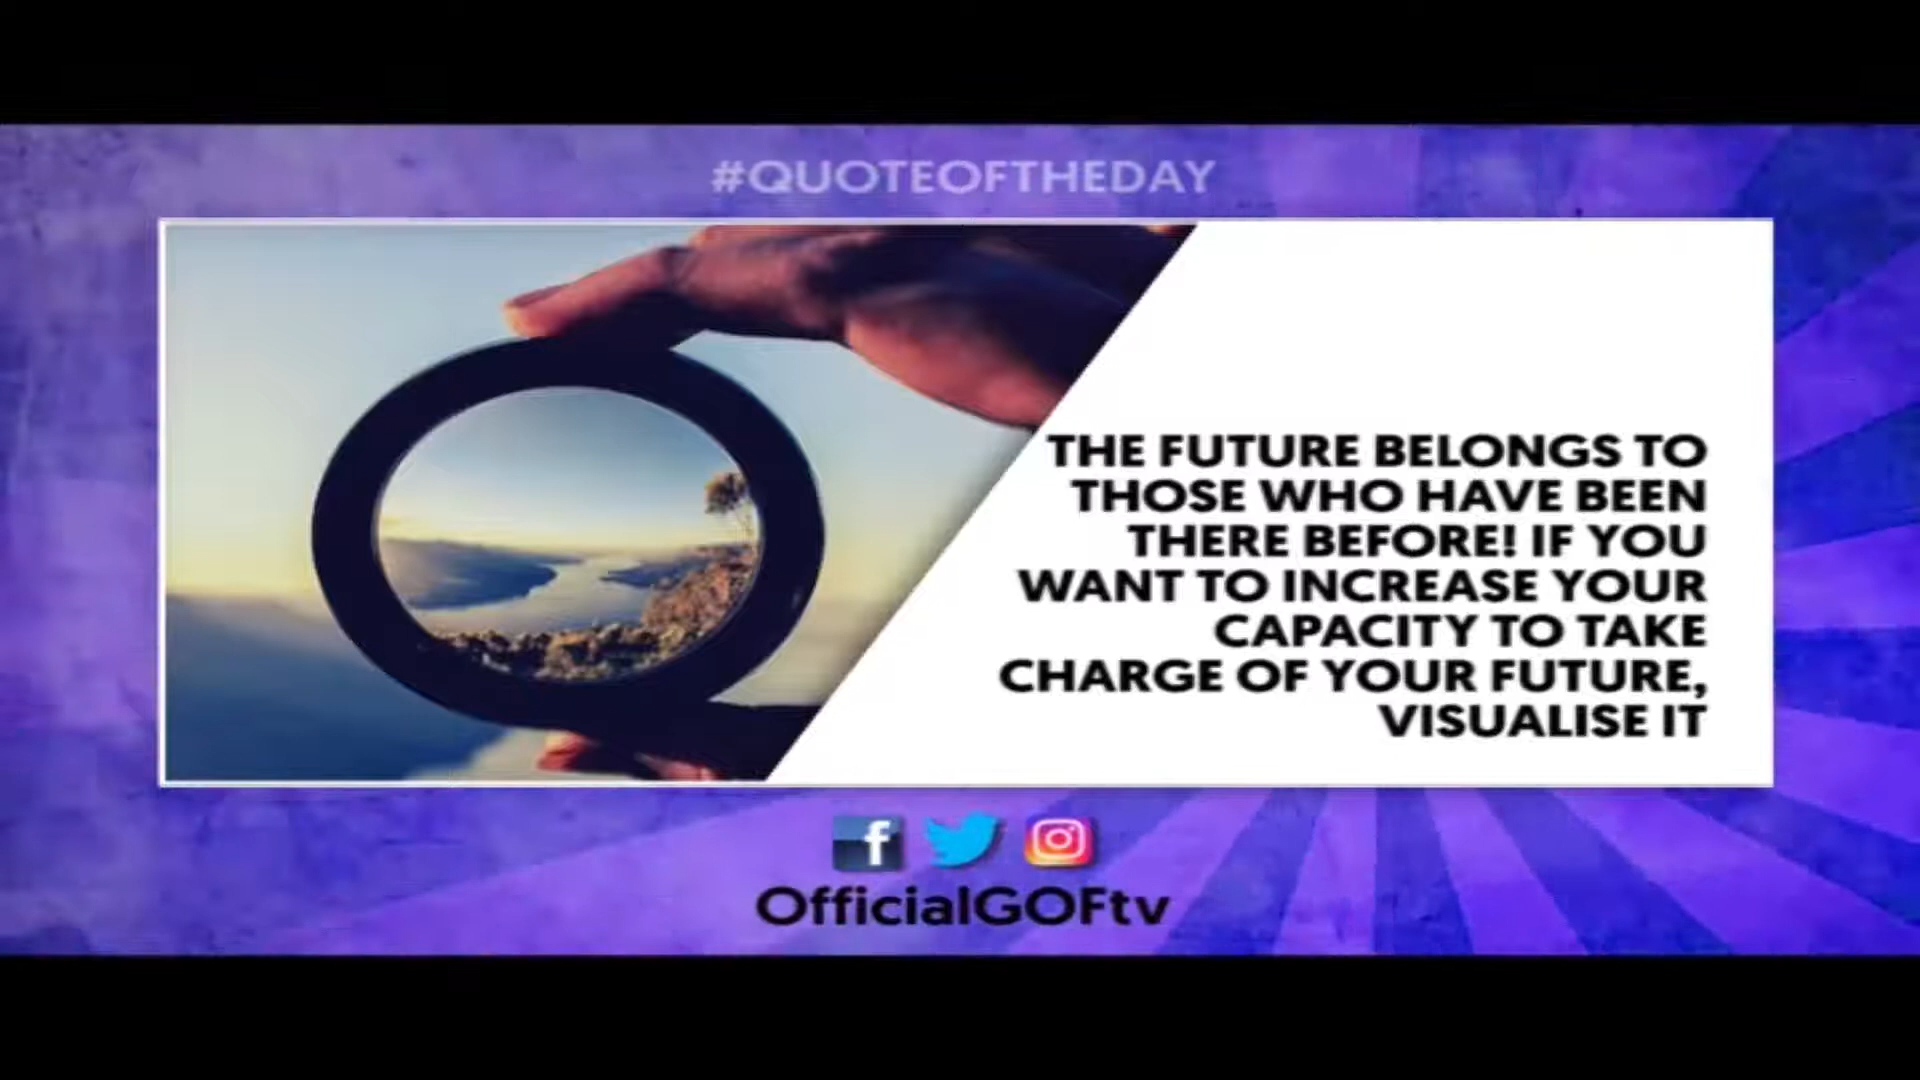 #QUOTEOFTHEDAY
THE FUTURE BELONGS TO
THOSE WHO HAVE BEEN
THERE BEFORE! IF YOU
WANT TO INCREASE YOUR
CAPACITY TO TAKE
CHARGE OF YOUR FUTURE,
VISUALISE IT
OfficialGOFtv